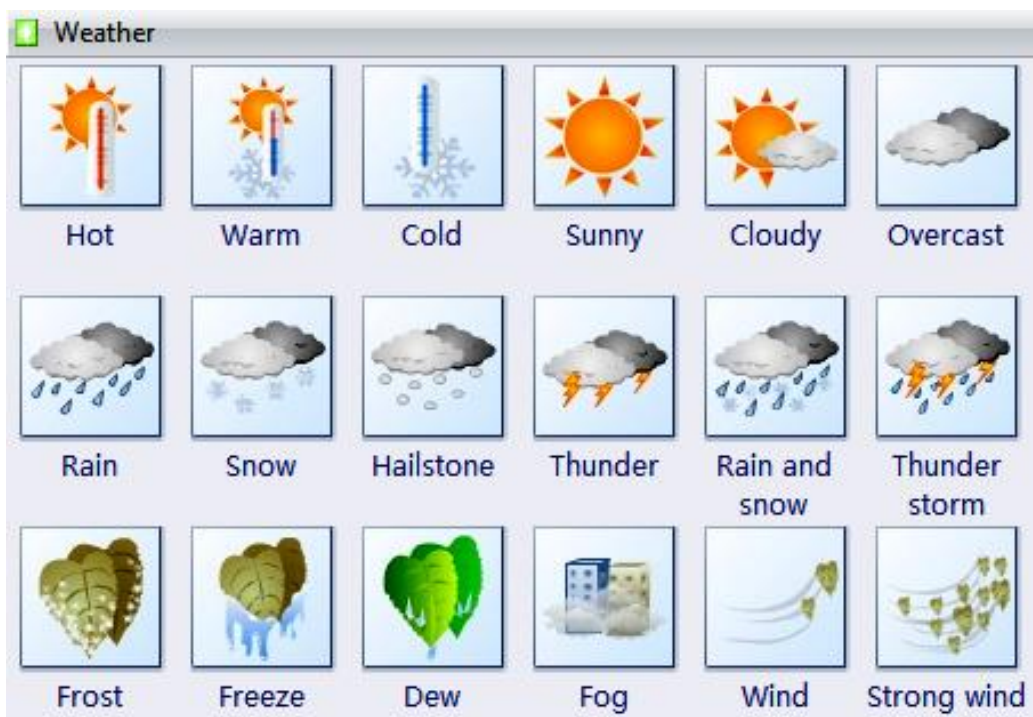 Weather
Hot Warm Cold Sunny Cloudy Overcast
Rain Snow Hailstone Thunder Rain and Thunder
snow storm
Frost Freeze Dew Fog Wind Strong wind